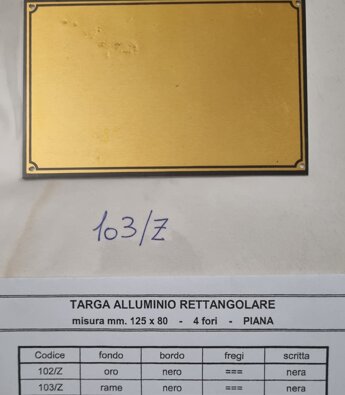 103/Z
TARGA ALLUMINIO RETTANGOLARE
misura mm. 125 x 80 - 4 fori - PIANA
Codice fondo bordo fregi scritta
102/Z oro nero === nera
103/Z rame nero === nera